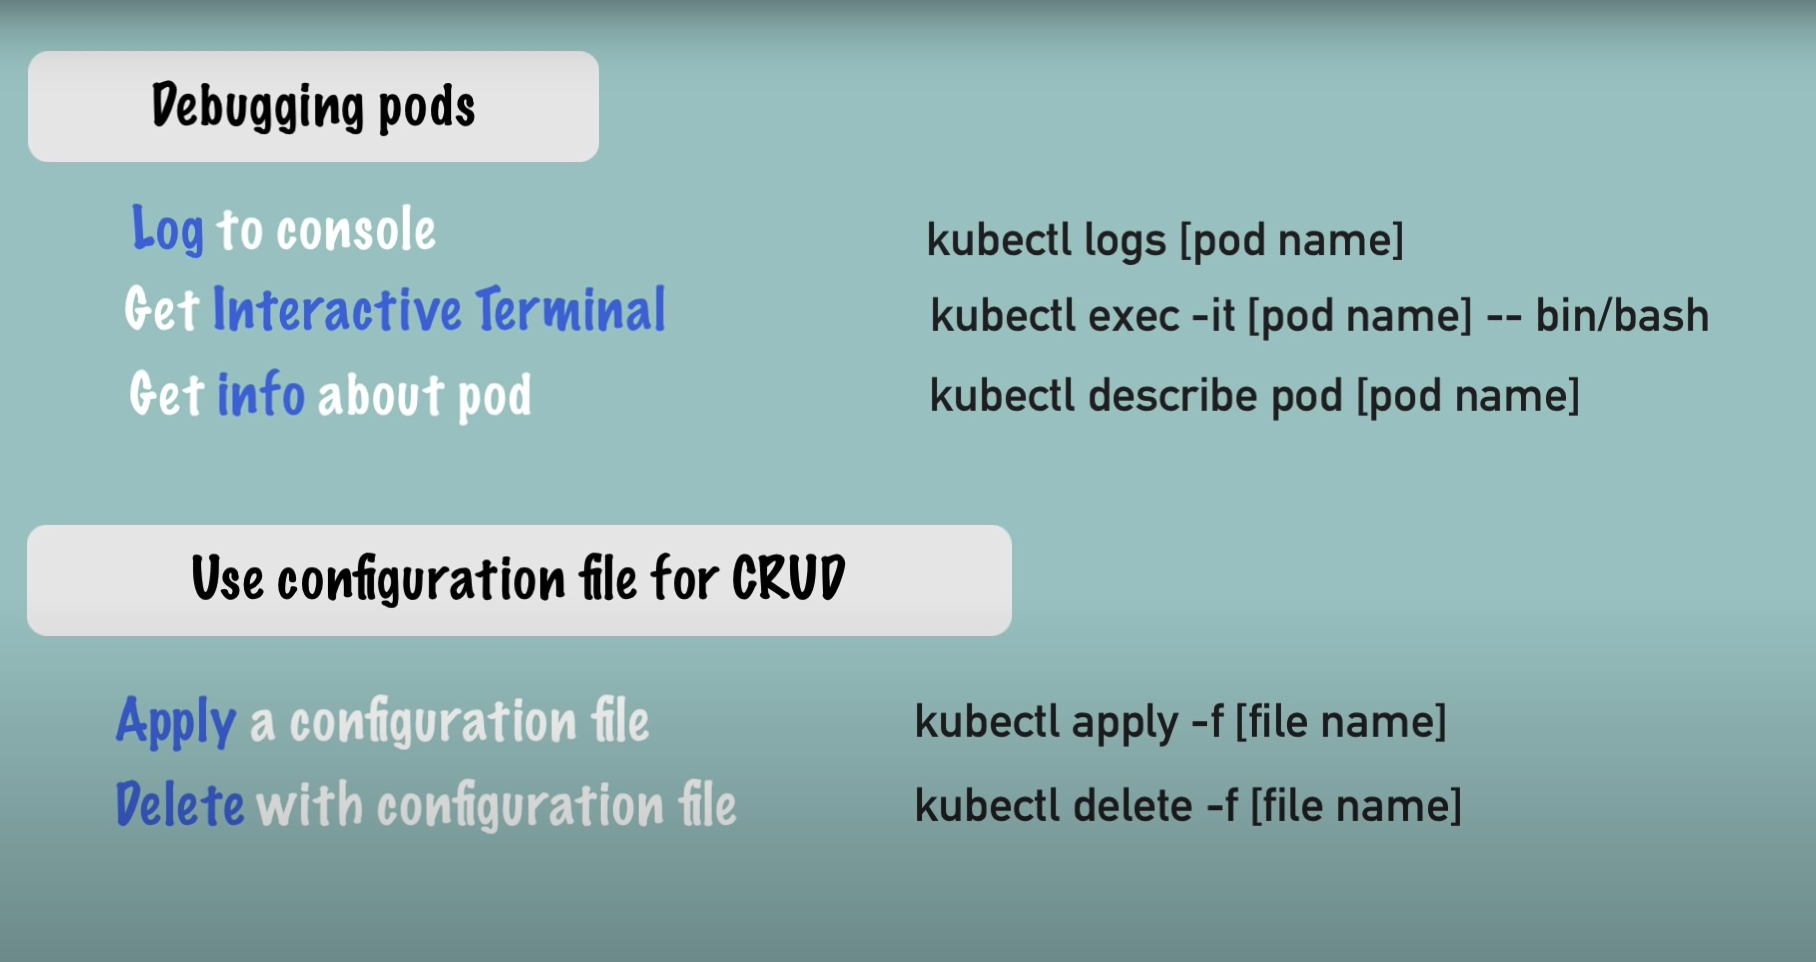 Debugging pods
Log to console
kubectl logs [pod name]
Get Interactive Terminal
kubectl exec -it [pod name] -- bin/bash
Get info about pod
kubectl describe pod [pod name]
Use configuration file for CRUD
Apply a configuration file
kubectl apply -f [file name]
Delete with configuration file
kubectl delete -f [file name]